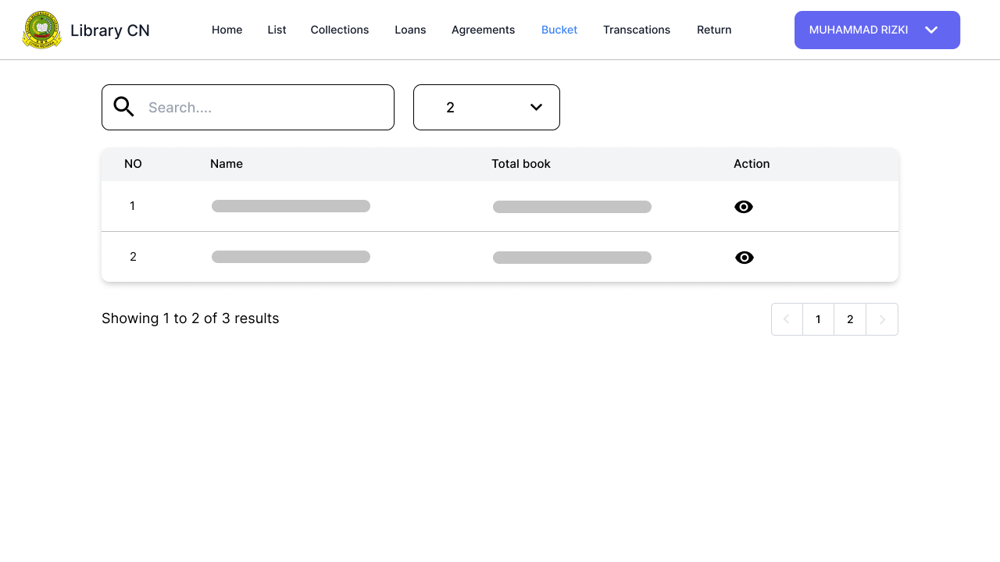 Library CN
Home List Collections Loans Agreements Bucket Transcations Return
MUHAMMAD RIZKI
Search....
2
NO Name Total book Action
1
2
Showing 1 to 2 of 3 results
1 2